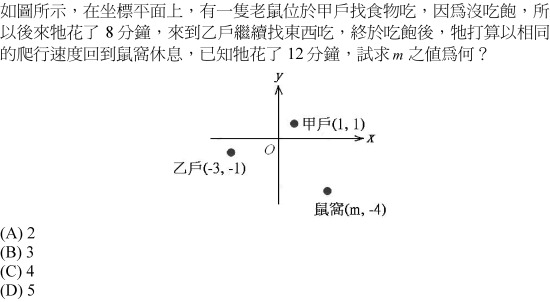 如圖所示，在坐標平面上，有一隻老鼠位於甲戶找食物吃，因為沒吃飽，所
以後來牠花了 8 分鐘，來到乙戶繼續找東西吃，終於吃飽後，牠打算以相同
的爬行速度回到鼠窩休息，已知牠花了 12 分鐘，試求 m 之值為何？
y
甲戶(1, 1)
O
x
乙戶(-3, -1)
鼠窩(m, -4)
(A) 2
(B) 3
(C) 4
(D) 5